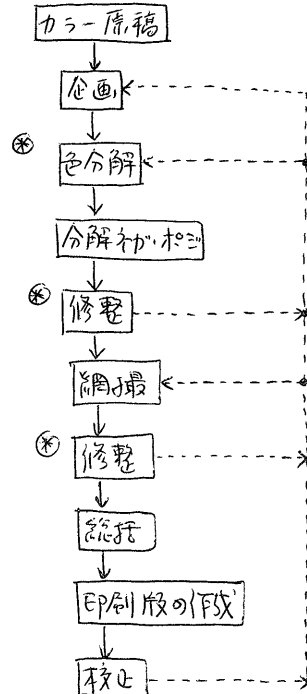 カラー原稿
企画
* 色分解
分解ネガ・ポジ
* 修整
網撮
* 修整
総括
印刷版の作成
校正